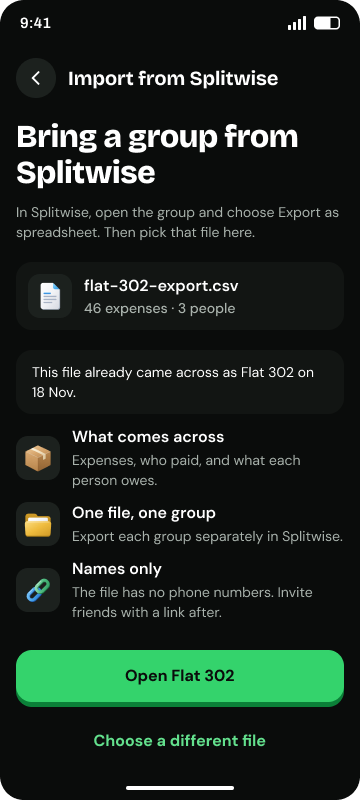 9:41
Import from Splitwise
Bring a group from
Splitwise
In Splitwise, open the group and choose Export as
spreadsheet. Then pick that file here.
flat-302-export.csv
46 expenses · 3 people
This file already came across as Flat 302 on
18 Nov.
What comes across
Expenses, who paid, and what each
person owes.
One file, one group
Export each group separately in Splitwise.
Names only
The file has no phone numbers. Invite
friends with a link after.
Open Flat 302
Choose a different file